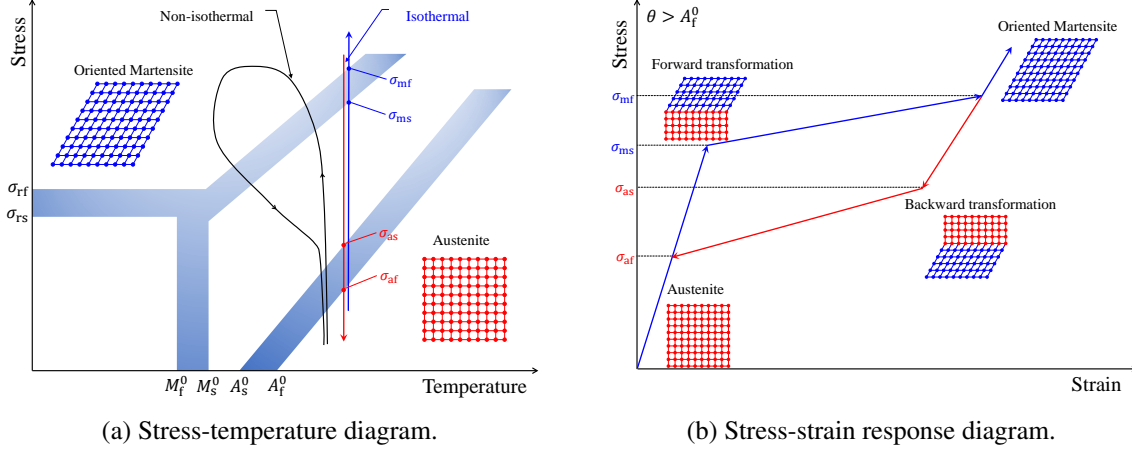 Stress
Non-isothermal
Isothermal
Oriented Martensite
σmf
σms
σrf
σrs
σas
σaf
Austenite
M⁰f
M⁰s
A⁰s
A⁰f
Temperature
(a) Stress-temperature diagram.
Stress
θ > A⁰f
Oriented Martensite
Forward transformation
σmf
σms
σas
Backward transformation
σaf
Austenite
Strain
(b) Stress-strain response diagram.